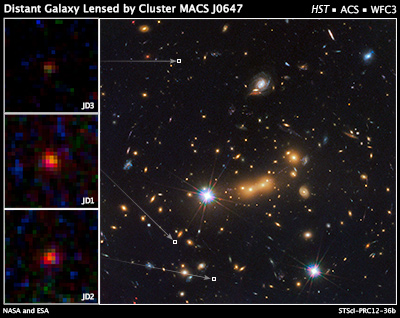 Distant Galaxy Lensed by Cluster MACS J0647
HST ▪ ACS ▪ WFC3
JD3
JD1
JD2
NASA and ESA
STScI-PRC12-36b